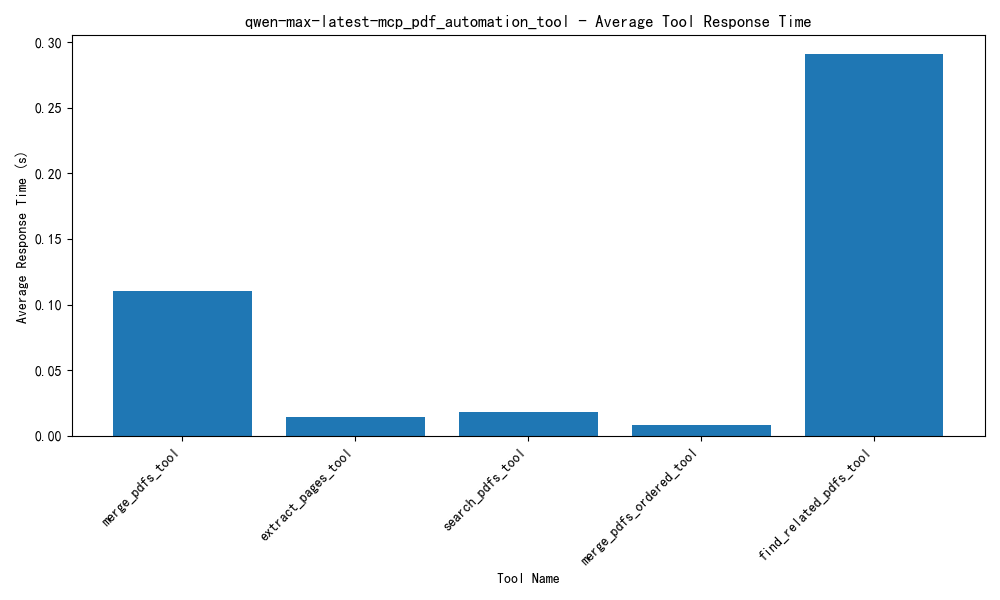 qwen-max-latest-mcp_pdf_automation_tool - Average Tool Response Time
Average Response Time (s)
0.30
0.25
0.20
0.15
0.10
0.05
0.00
merge_pdfs_tool
extract_pages_tool
search_pdfs_tool
merge_pdfs_ordered_tool
find_related_pdfs_tool
Tool Name